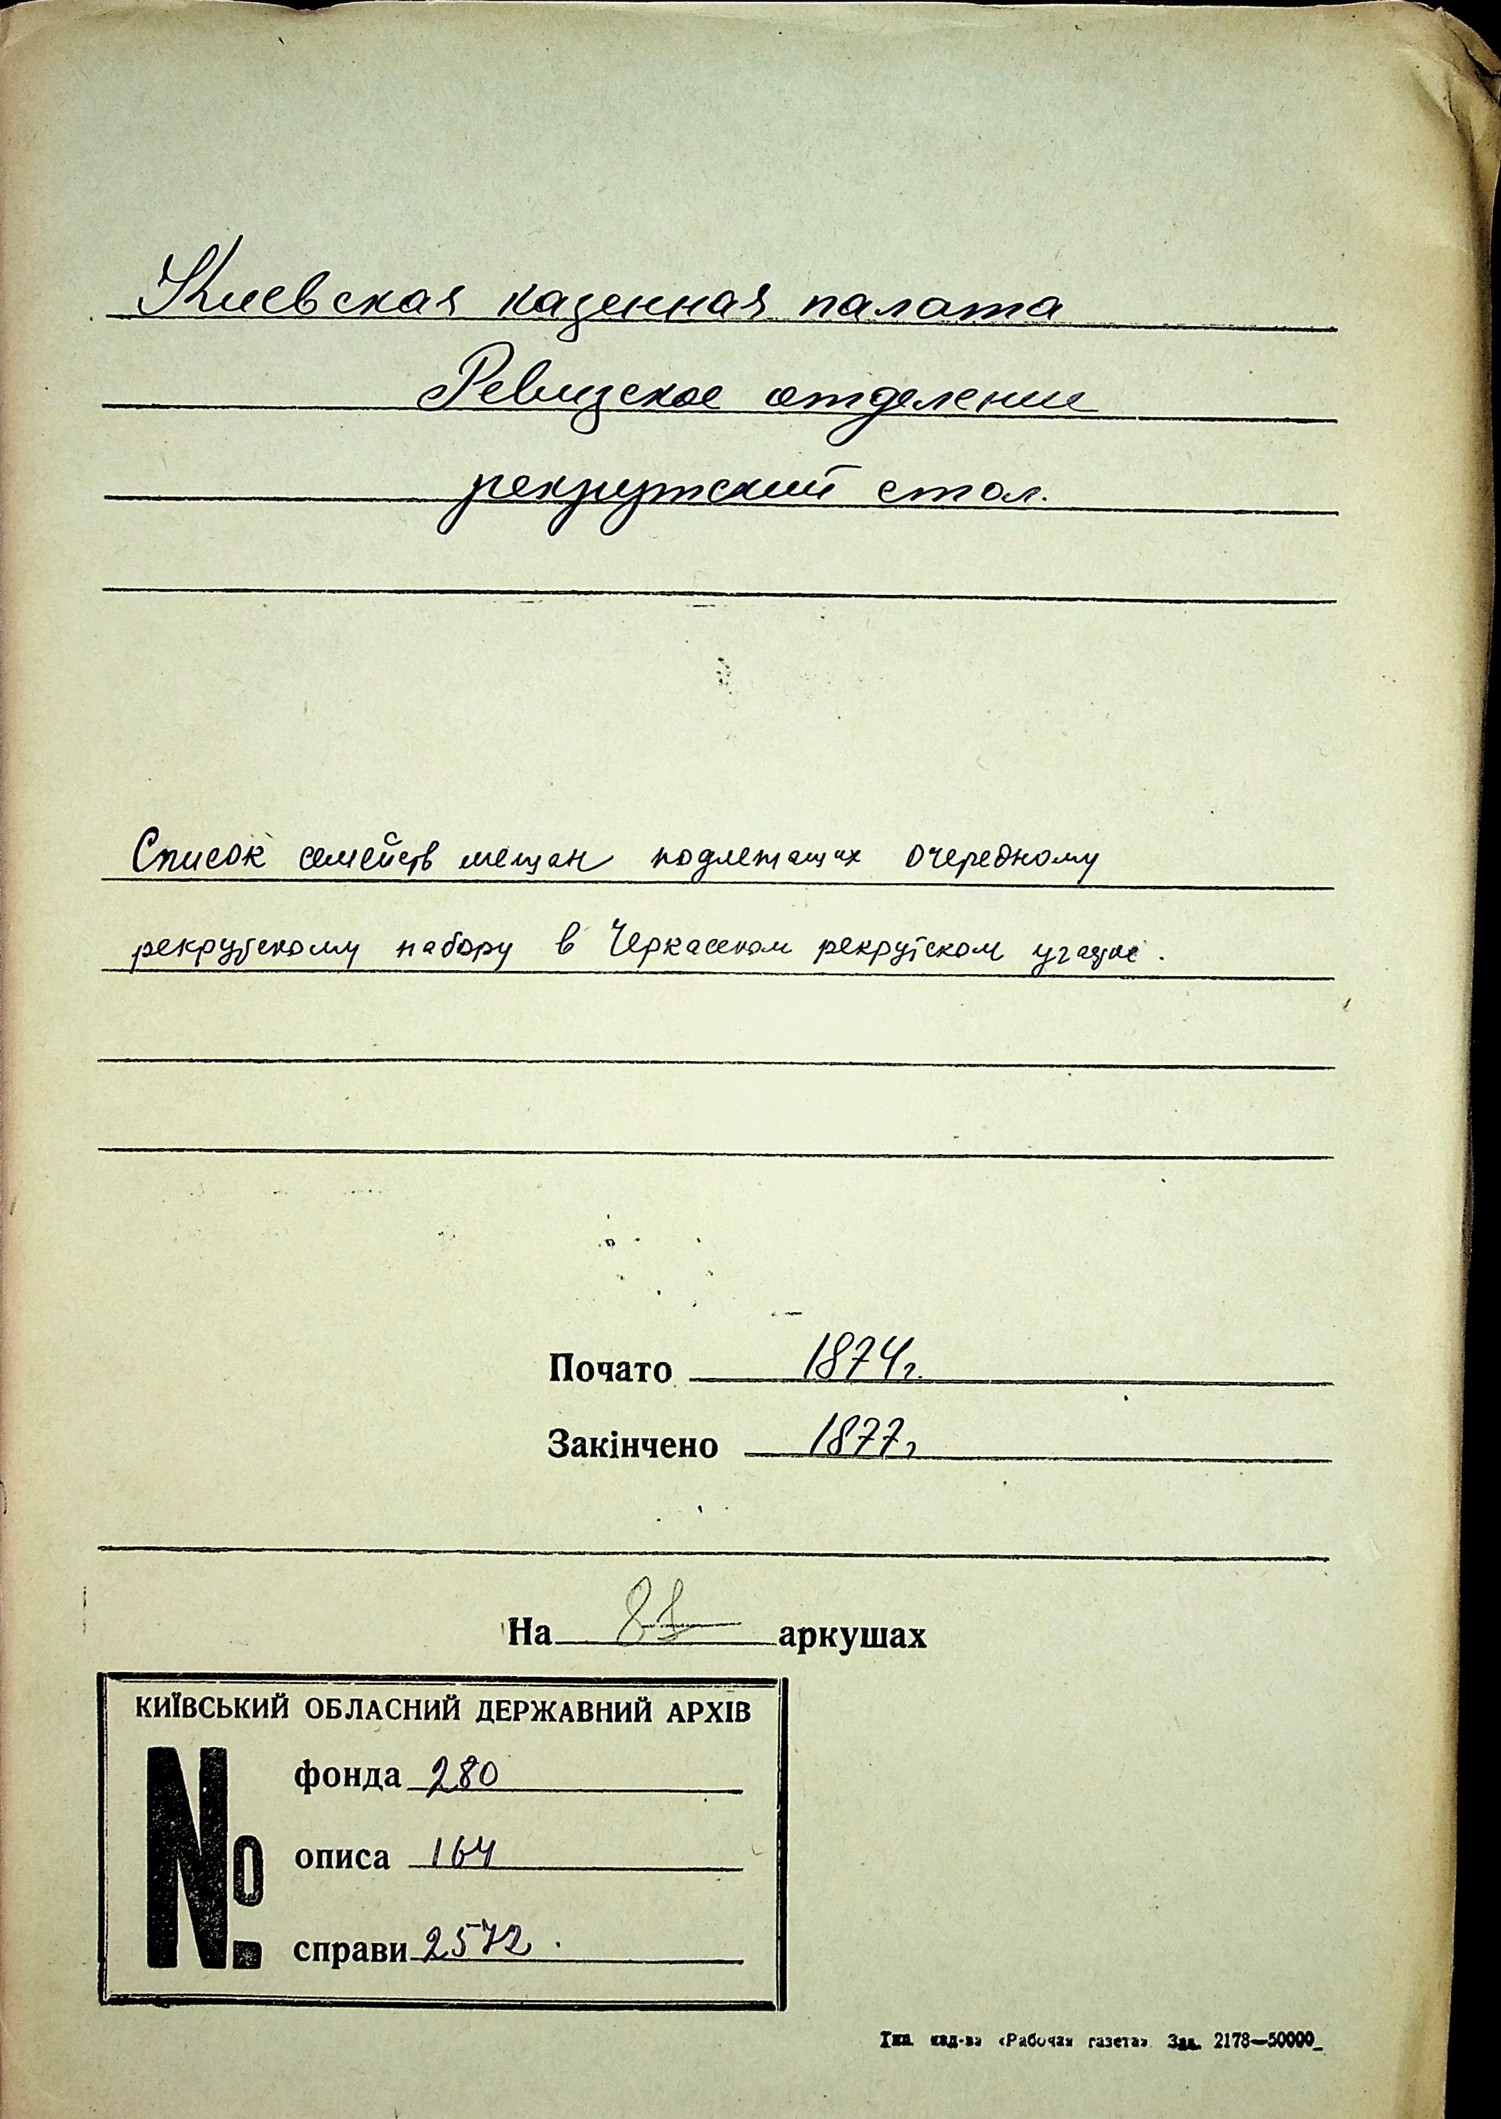 Киевская казенная палата
Ревизское отделение
рекрутский стол.
Список семейств мещан подлежащих очередному
рекрутскому набору в Черкасском рекрутском участке.
Почато 1874г.
Закінчено 1877г
На аркушах
КИЇВСЬКИЙ ОБЛАСНИЙ ДЕРЖАВНИЙ АРХІВ
№ фонда 280
описа 164
справи 2572.
Тип. изд-ва «Рабочая газета» Зак. 2178—50000